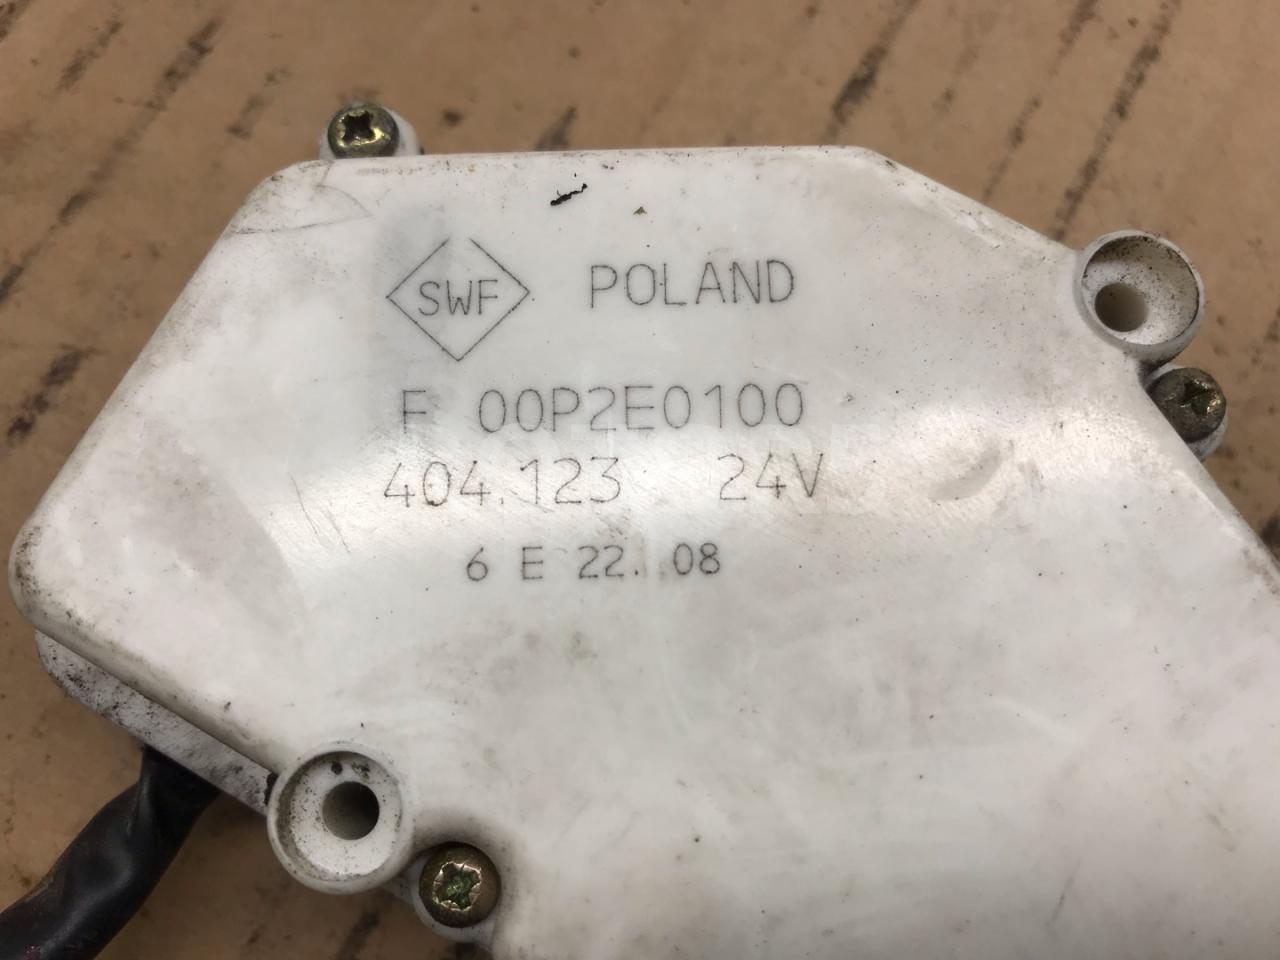 SWF POLAND
F 00P2E0100
404.123 24V
6 E 22. 08